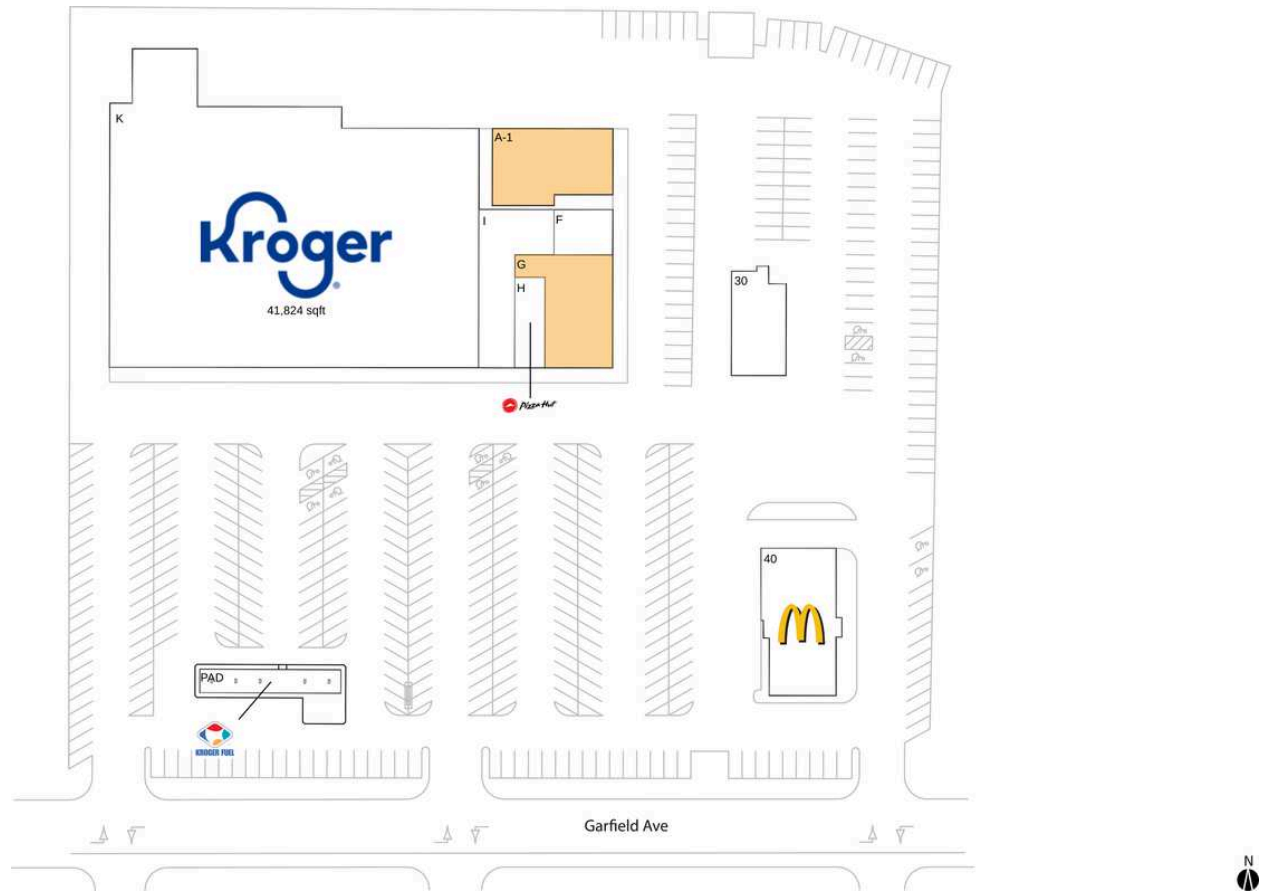 K
A-1
Kroger
41,824 sqft
I
F
G
H
30
Pizza Hut
40
PAD
KROGER FUEL
Garfield Ave
N